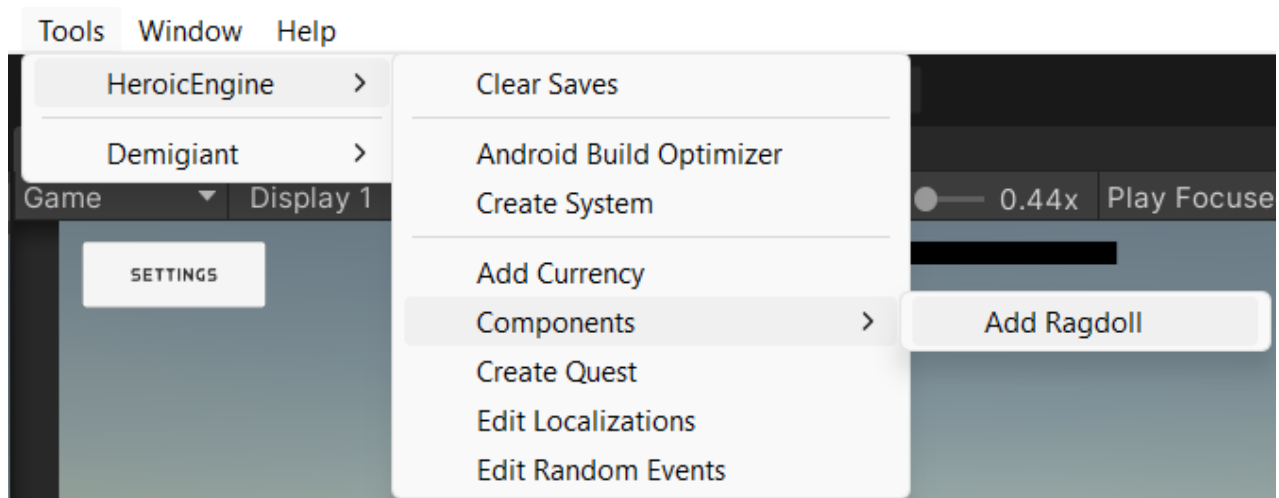 Tools Window Help
HeroicEngine
Demigiant
Clear Saves
Android Build Optimizer
Create System
Add Currency
Components
Create Quest
Edit Localizations
Edit Random Events
Add Ragdoll
Game Display 1 0.44x Play Focuse
SETTINGS